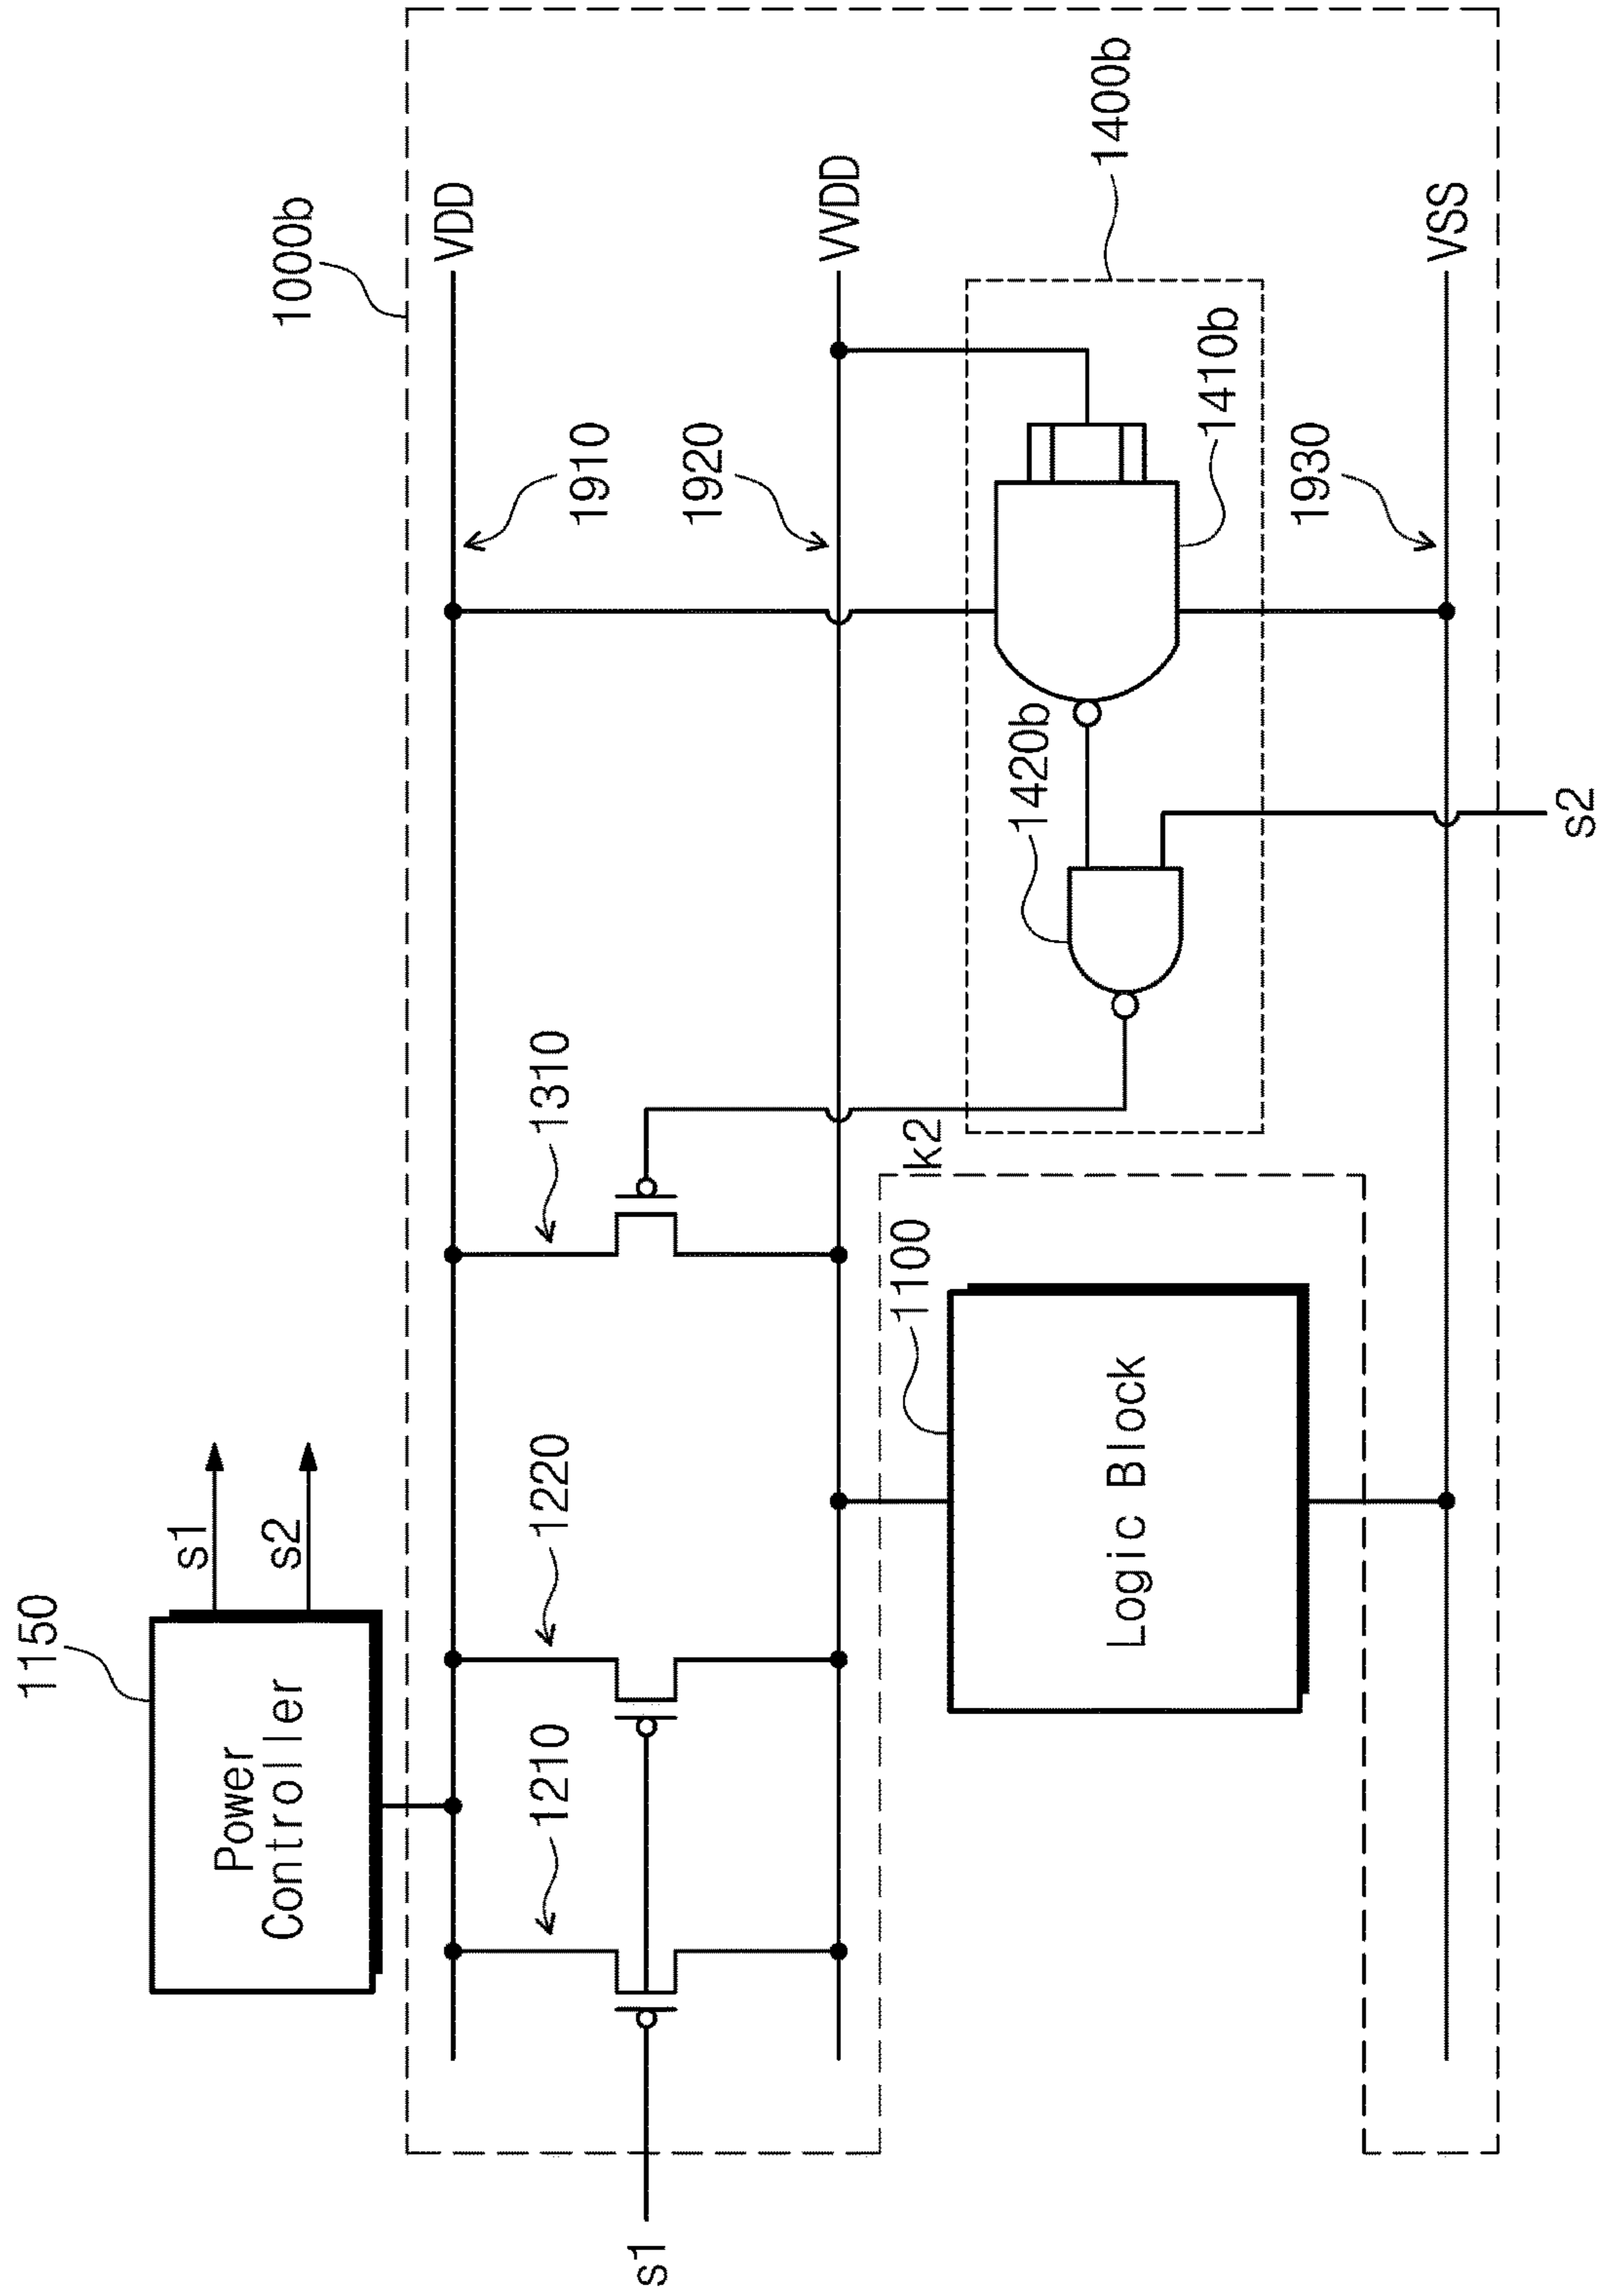 1150
Power
Controller
s1
s2
1000b
VDD
1910
1210
1220
1310
VVDD
1920
s1
k2
1400b
1420b
1410b
1100
Logic Block
1930
VSS
s2